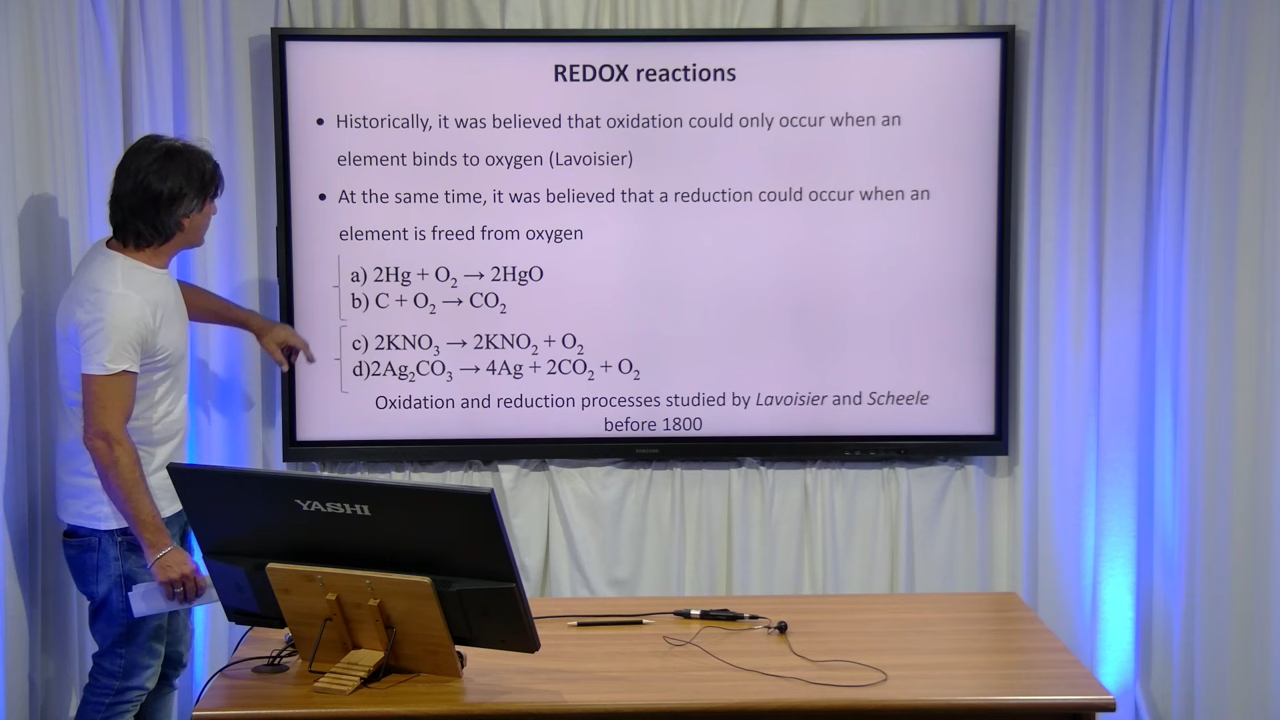 REDOX reactions
• Historically, it was believed that oxidation could only occur when an
element binds to oxygen (Lavoisier)
• At the same time, it was believed that a reduction could occur when an
element is freed from oxygen
a) 2Hg + O₂ → 2HgO
b) C + O₂ → CO₂
c) 2KNO₃ → 2KNO₂ + O₂
d)2Ag₂CO₃ → 4Ag + 2CO₂ + O₂
Oxidation and reduction processes studied by Lavoisier and Scheele
before 1800
SAMSUNG
YASHI